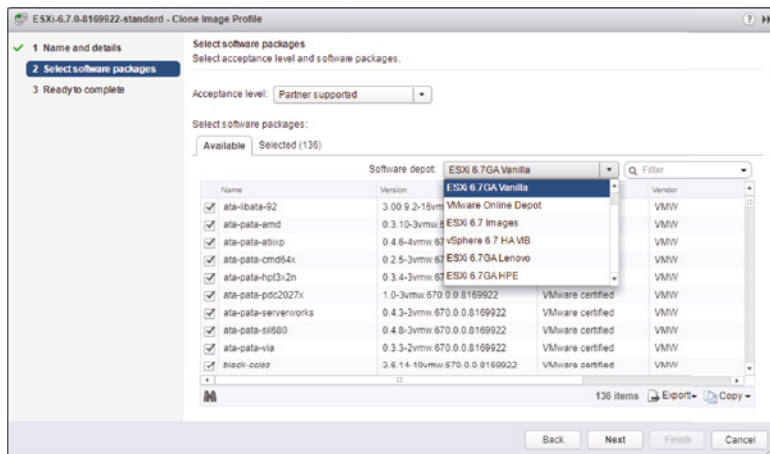 ESXi-6.7.0-8169922-standard - Clone Image Profile
1 Name and details
2 Select software packages
3 Ready to complete
Select software packages
Select acceptance level and software packages.
Acceptance level: Partner supported
Select software packages:
Available Selected (136)
Software depot: ESXi 6.7GA Vanilla Filter
ESXi 6.7GA Vanilla
VMware Online Depot
ESXi 6.7 Images
vSphere 6.7 HA VIB
ESXi 6.7GA Lenovo
ESXi 6.7GA HPE
Name Version Vendor
ata-libata-92 3.00.9.2-16vm VMW
ata-pata-amd 0.3.10-3vmw.6 VMW
ata-pata-atiixp 0.4.6-4vmw.67 VMW
ata-pata-cmd64x 0.2.5-3vmw.67 VMW
ata-pata-hpt3x2n 0.3.4-3vmw.67 VMW
ata-pata-pdc2027x 1.0-3vmw.670.0.0.8169922 VMware certified VMW
ata-pata-serverworks 0.4.3-3vmw.670.0.0.8169922 VMware certified VMW
ata-pata-sil680 0.4.8-3vmw.670.0.0.8169922 VMware certified VMW
ata-pata-via 0.3.3-2vmw.670.0.0.8169922 VMware certified VMW
block-cciss 3.6.14-10vmw.670.0.0.8169922 VMware certified VMW
136 items Export Copy
Back Next Finish Cancel